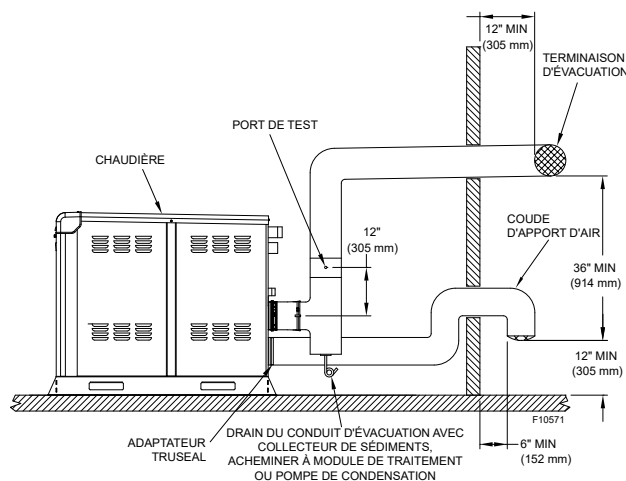 12" MIN
(305 mm)
TERMINAISON
D'ÉVACUATION
PORT DE TEST
CHAUDIÈRE
12"
(305 mm)
COUDE
D'APPORT D'AIR
36" MIN
(914 mm)
12" MIN
(305 mm)
F10571
ADAPTATEUR
TRUSEAL
DRAIN DU CONDUIT D'ÉVACUATION AVEC
COLLECTEUR DE SÉDIMENTS,
ACHEMINER À MODULE DE TRAITEMENT
OU POMPE DE CONDENSATION
6" MIN
(152 mm)